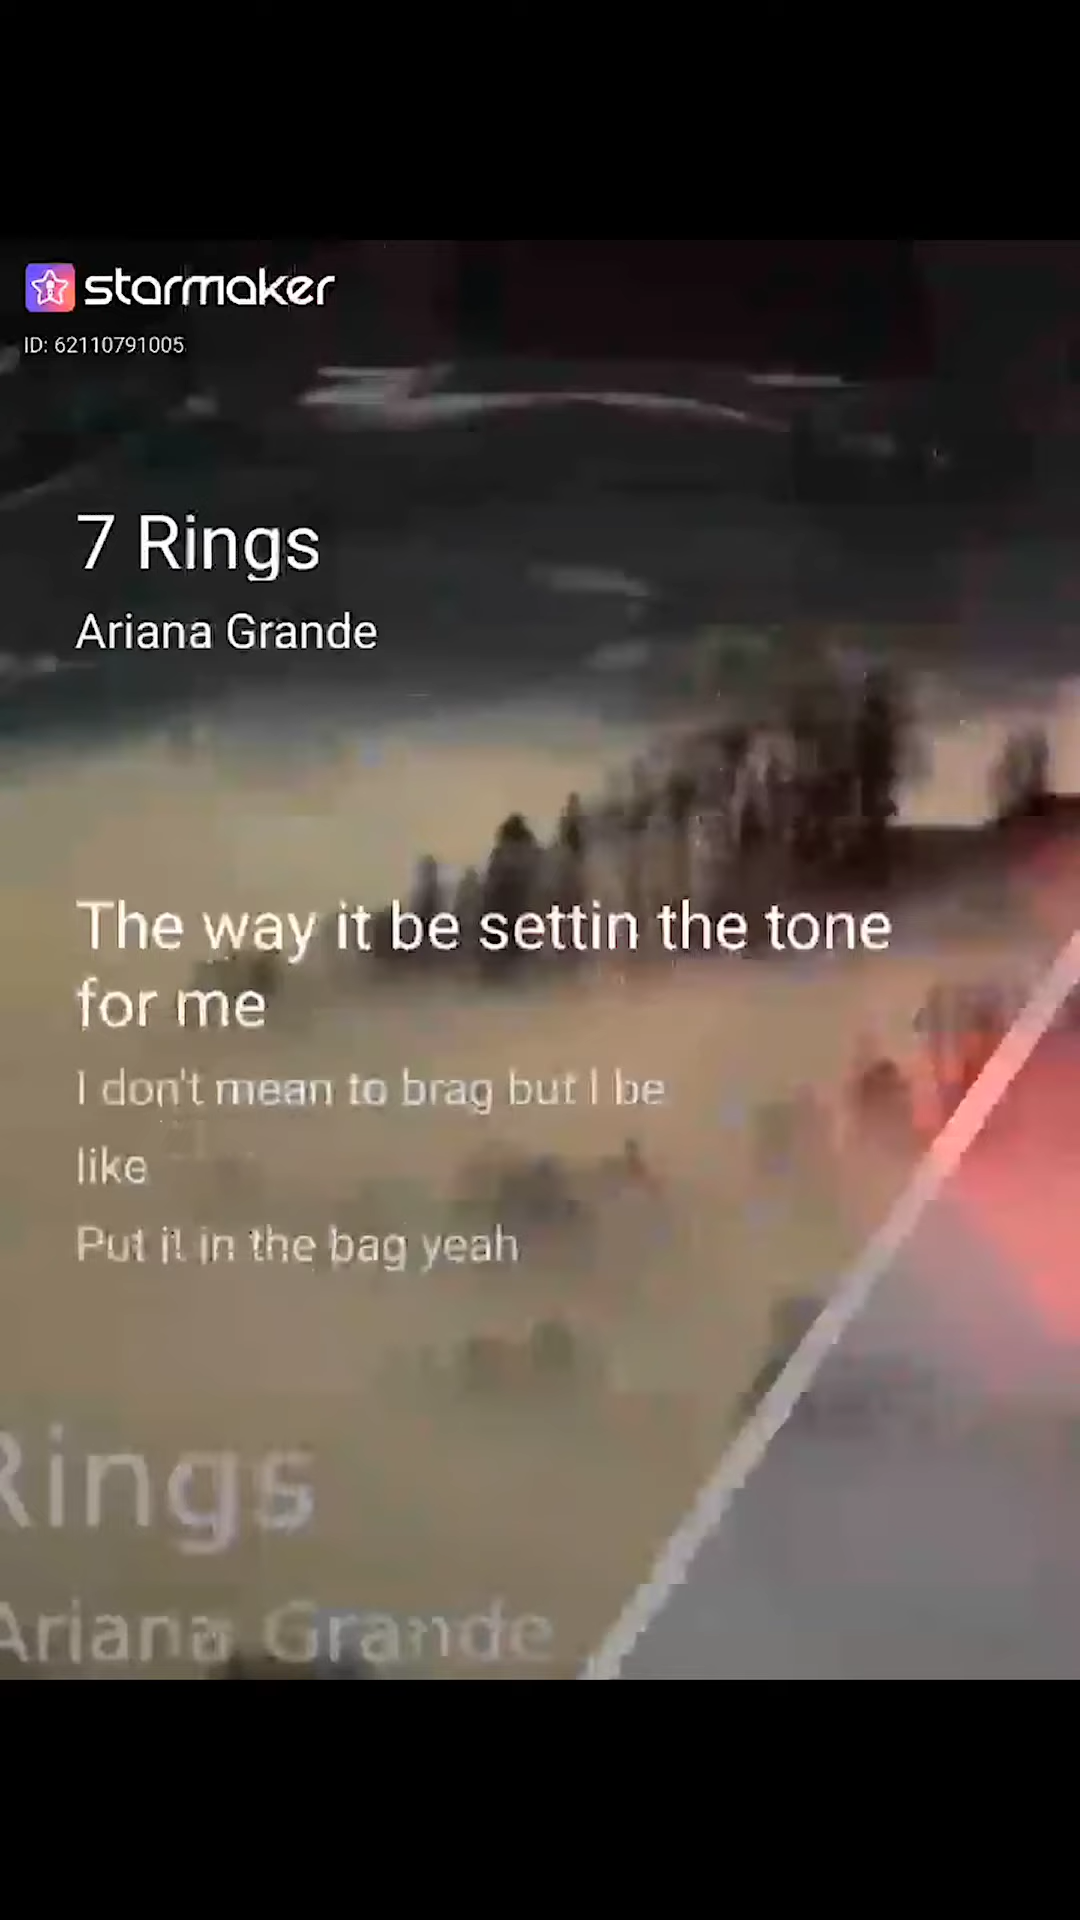 starmaker
ID: 62110791005
7 Rings
Ariana Grande
The way it be settin the tone
for me
I don't mean to brag but I be
like
Put it in the bag yeah
Rings
Ariana Grande